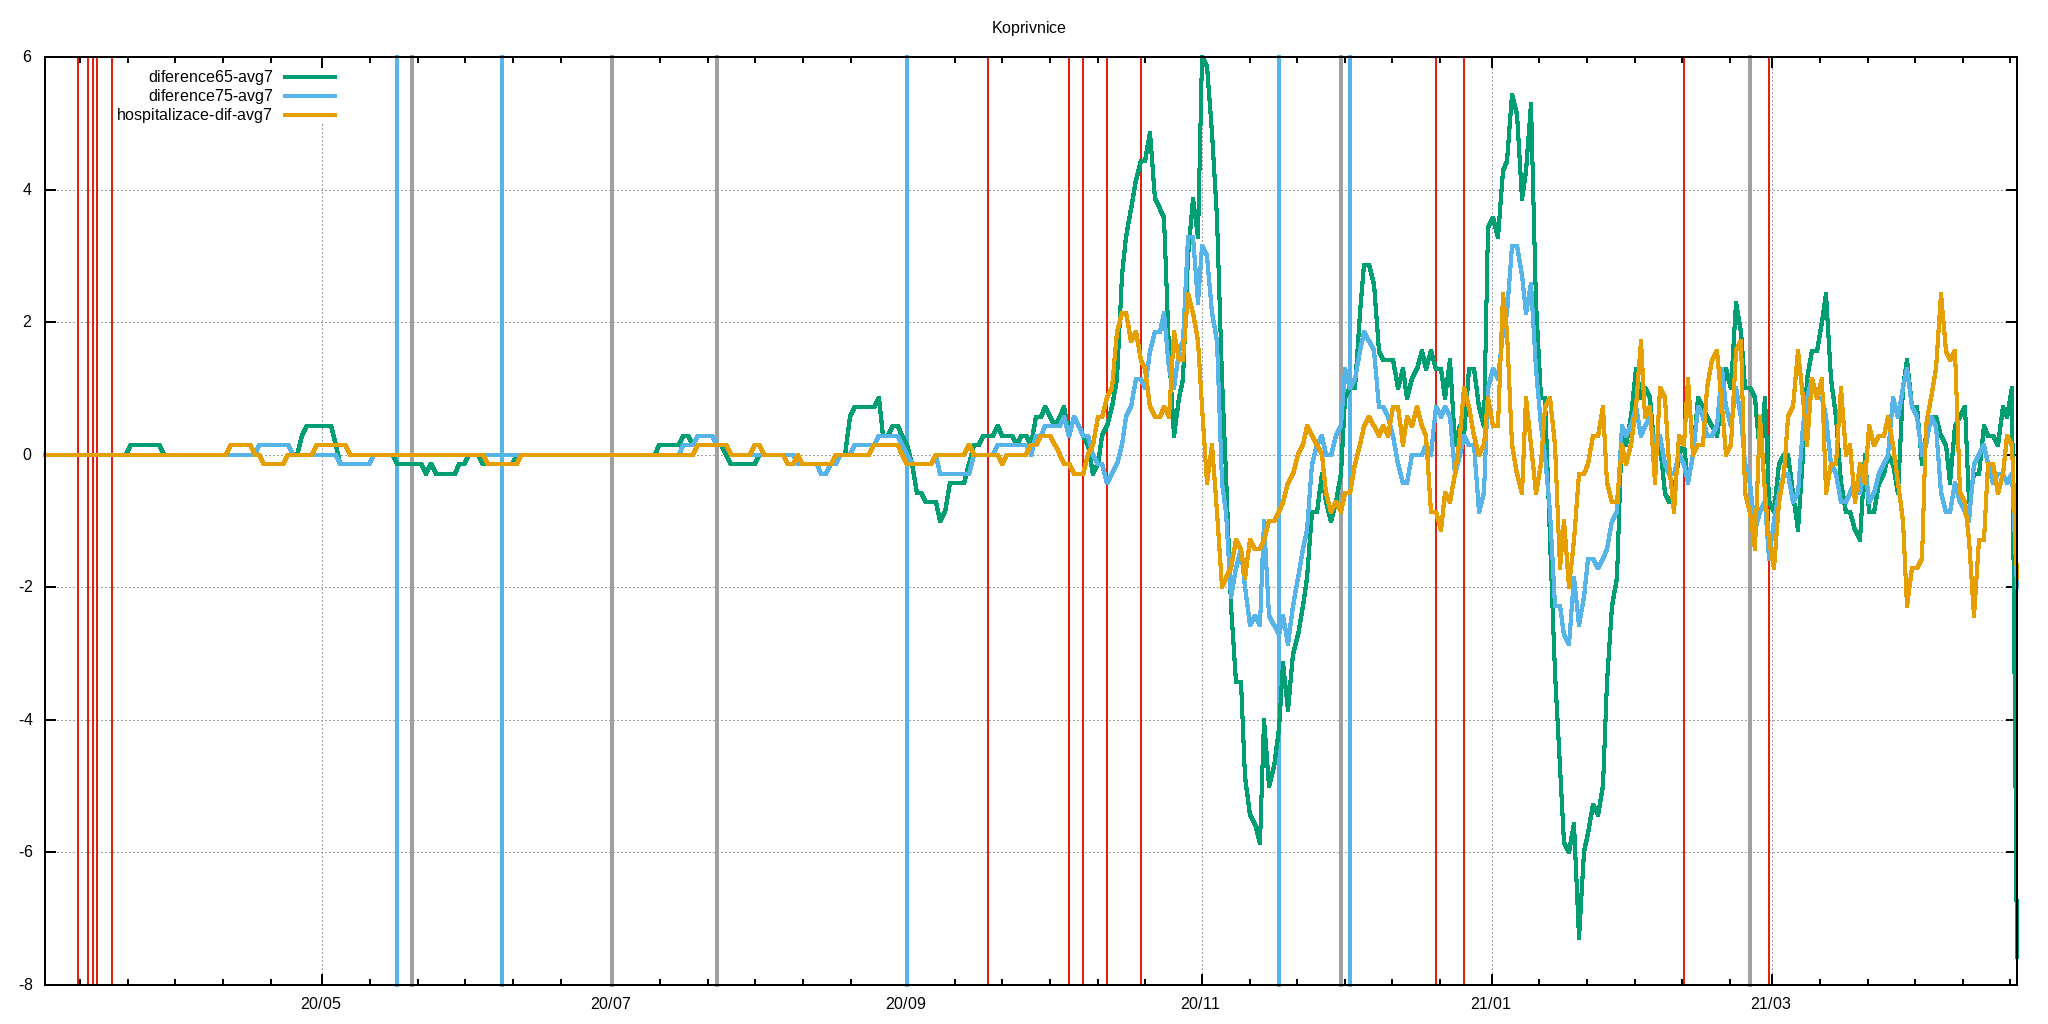 Koprivnice
diference65-avg7
diference75-avg7
hospitalizace-dif-avg7
6
4
2
0
-2
-4
-6
-8
20/05 20/07 20/09 20/11 21/01 21/03